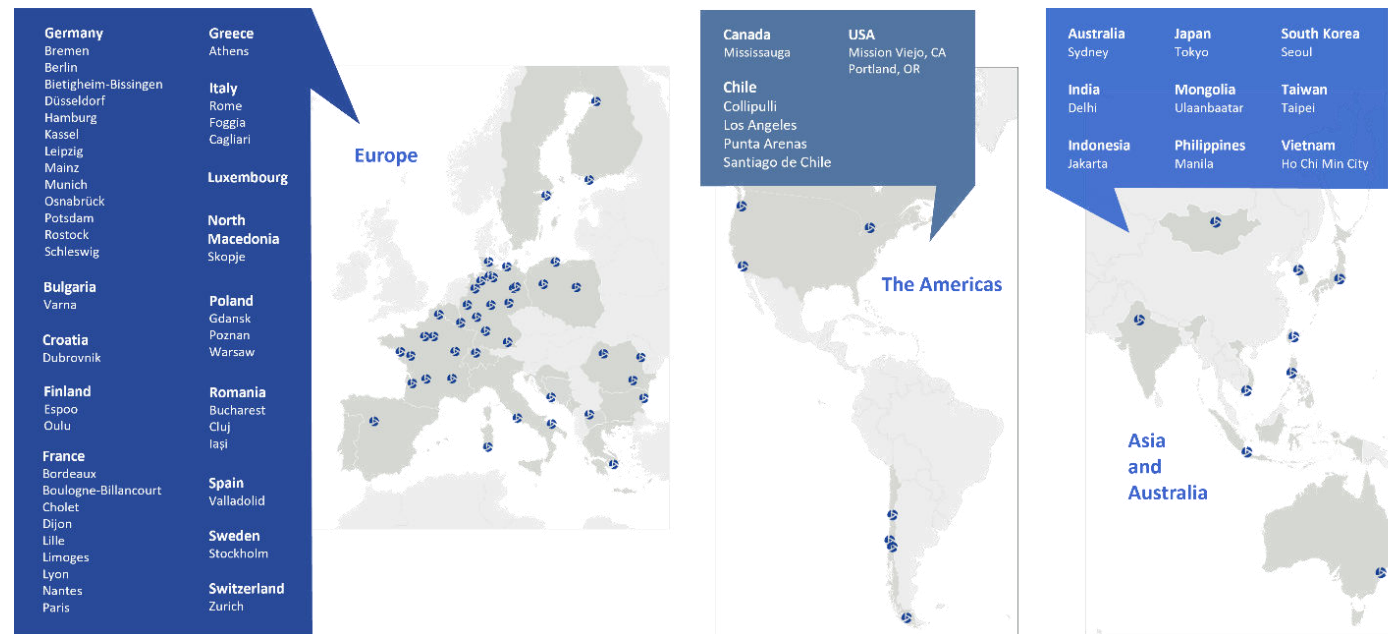 Germany
Bremen
Berlin
Bietigheim-Bissingen
Düsseldorf
Hamburg
Kassel
Leipzig
Mainz
Munich
Osnabrück
Potsdam
Rostock
Schleswig
Bulgaria
Varna
Croatia
Dubrovnik
Finland
Espoo
Oulu
France
Bordeaux
Boulogne-Billancourt
Cholet
Dijon
Lille
Limoges
Lyon
Nantes
Paris
Greece
Athens
Italy
Rome
Foggia
Cagliari
Luxembourg
North
Macedonia
Skopje
Poland
Gdansk
Poznan
Warsaw
Romania
Bucharest
Cluj
Iași
Spain
Valladolid
Sweden
Stockholm
Switzerland
Zurich
Europe
Canada
Mississauga
Chile
Collipulli
Los Angeles
Punta Arenas
Santiago de Chile
USA
Mission Viejo, CA
Portland, OR
The Americas
Australia
Sydney
Japan
Tokyo
South Korea
Seoul
India
Delhi
Mongolia
Ulaanbaatar
Taiwan
Taipei
Indonesia
Jakarta
Philippines
Manila
Vietnam
Ho Chi Min City
Asia
and
Australia